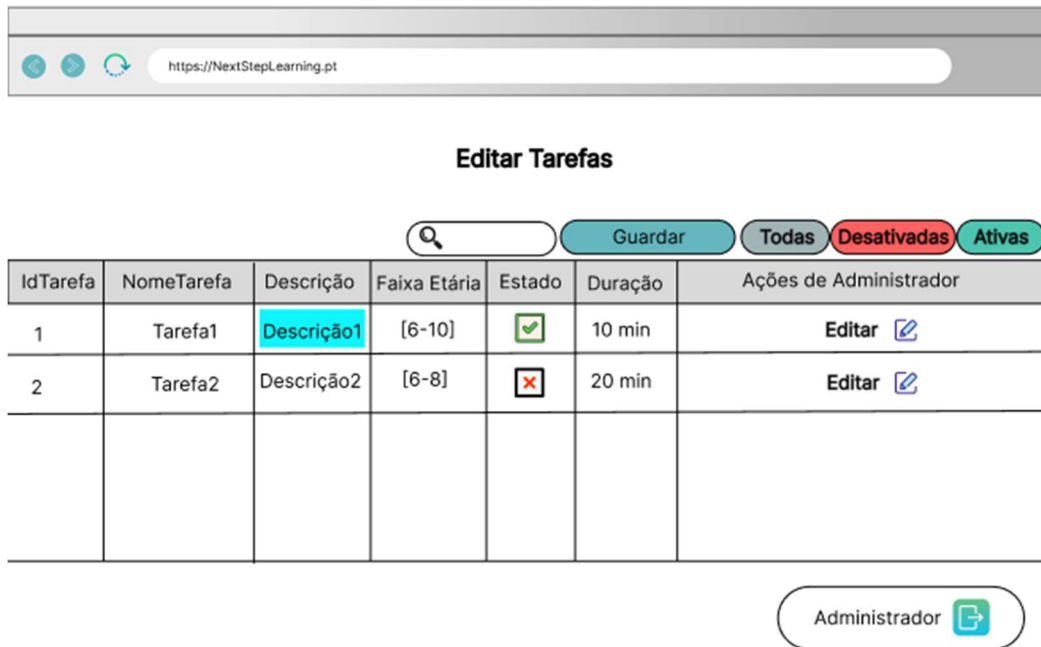 https://NextStepLearning.pt
Editar Tarefas
Guardar Todas Desativadas Ativas
IdTarefa NomeTarefa Descrição Faixa Etária Estado Duração Ações de Administrador
1 Tarefa1 Descrição1 [6-10] 10 min Editar
2 Tarefa2 Descrição2 [6-8] 20 min Editar
Administrador